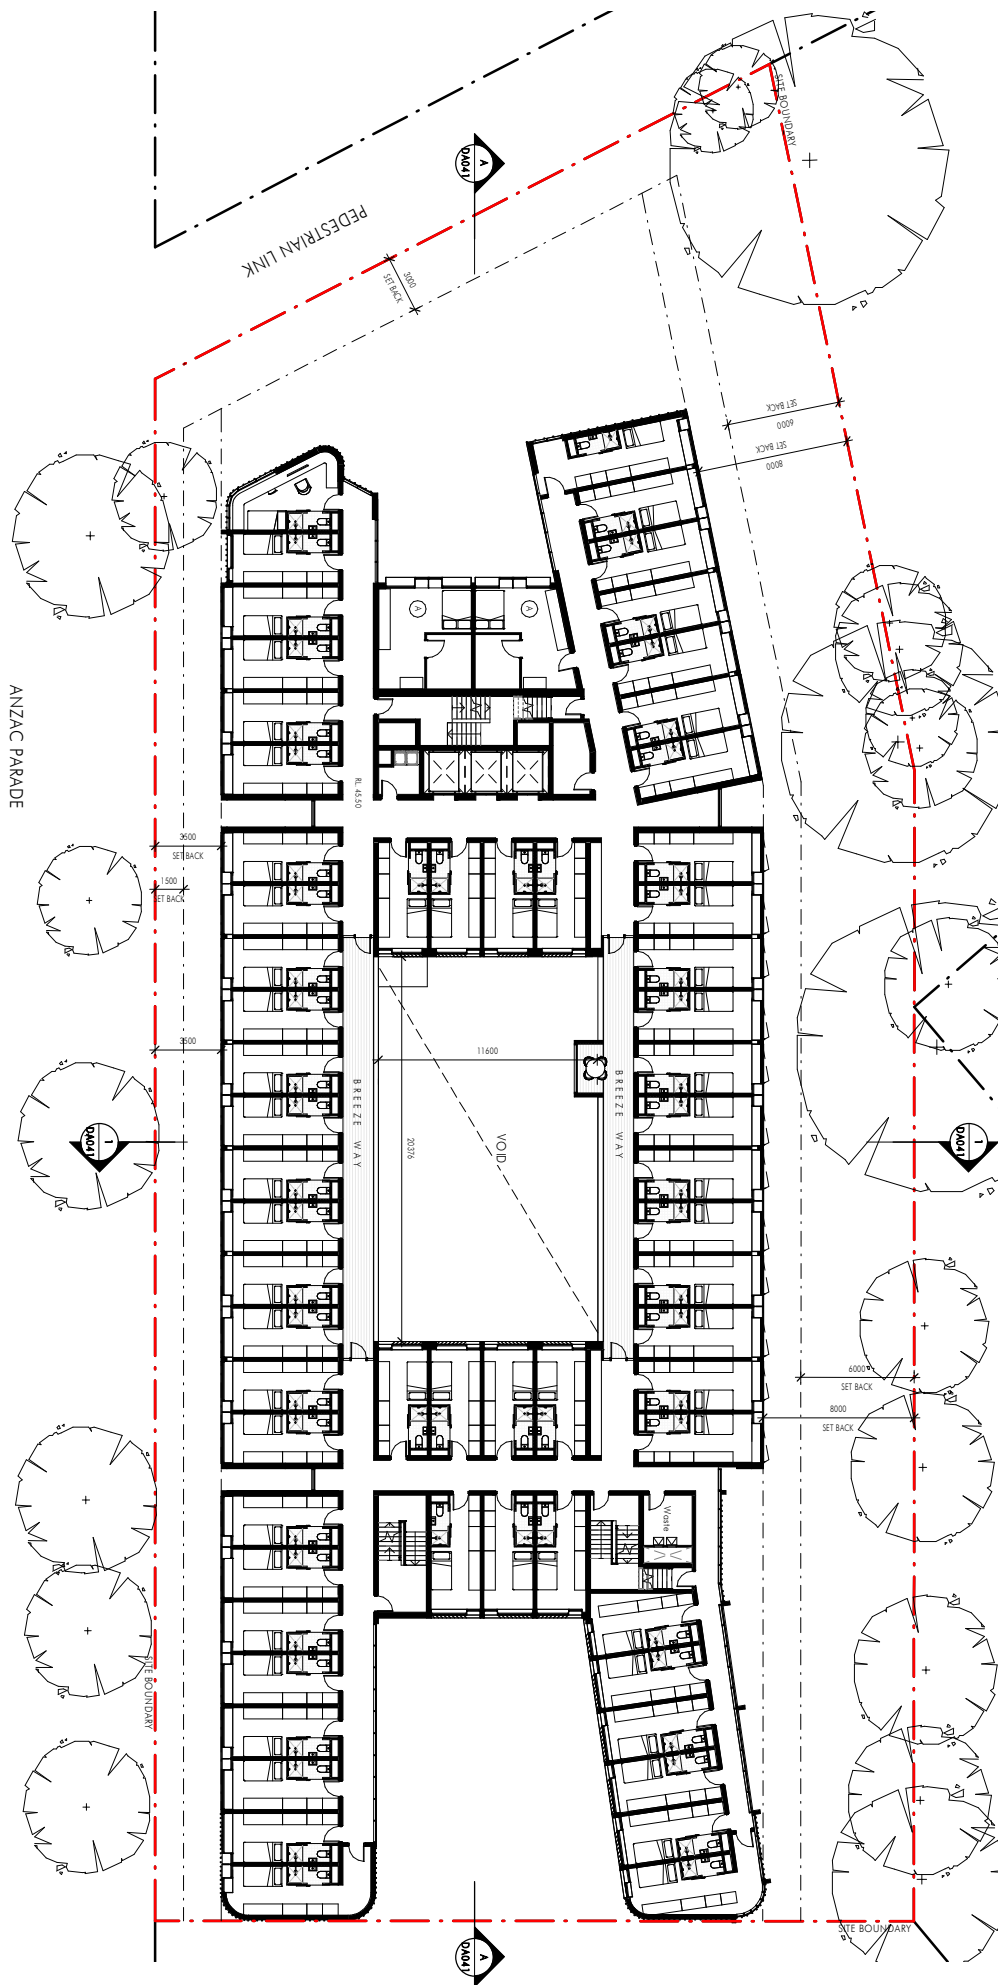 SITE BOUNDARY
A
DA041
PEDESTRIAN LINK
3000
SET BACK
SET BACK
6000
SET BACK
8000
A
A
ANZAC PARADE
RL 45.50
3500
SET BACK
1500
SET BACK
3500
11600
BREEZE WAY
BREEZE WAY
20376
VOID
1
DA041
1
DA041
6000
SET BACK
8000
SET BACK
Waste
SITE BOUNDARY
SITE BOUNDARY
A
DA041